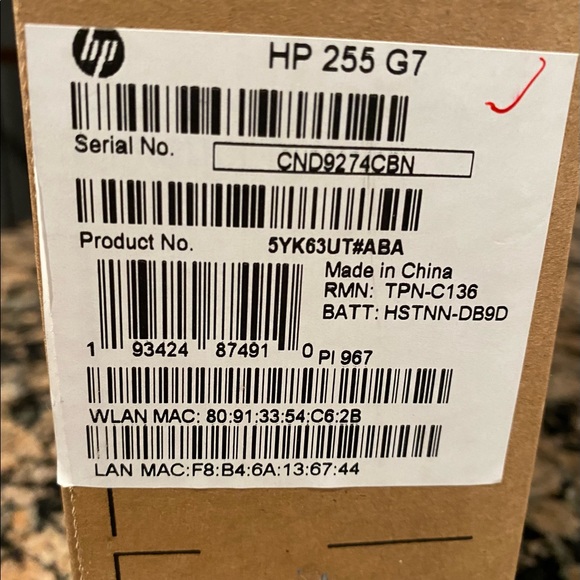 hp HP 255 G7
Serial No. CND9274CBN
Product No. 5YK63UT#ABA
Made in China
RMN: TPN-C136
BATT: HSTNN-DB9D
1 93424 87491 0 PI 967
WLAN MAC: 80:91:33:54:C6:2B
LAN MAC:F8:B4:6A:13:67:44